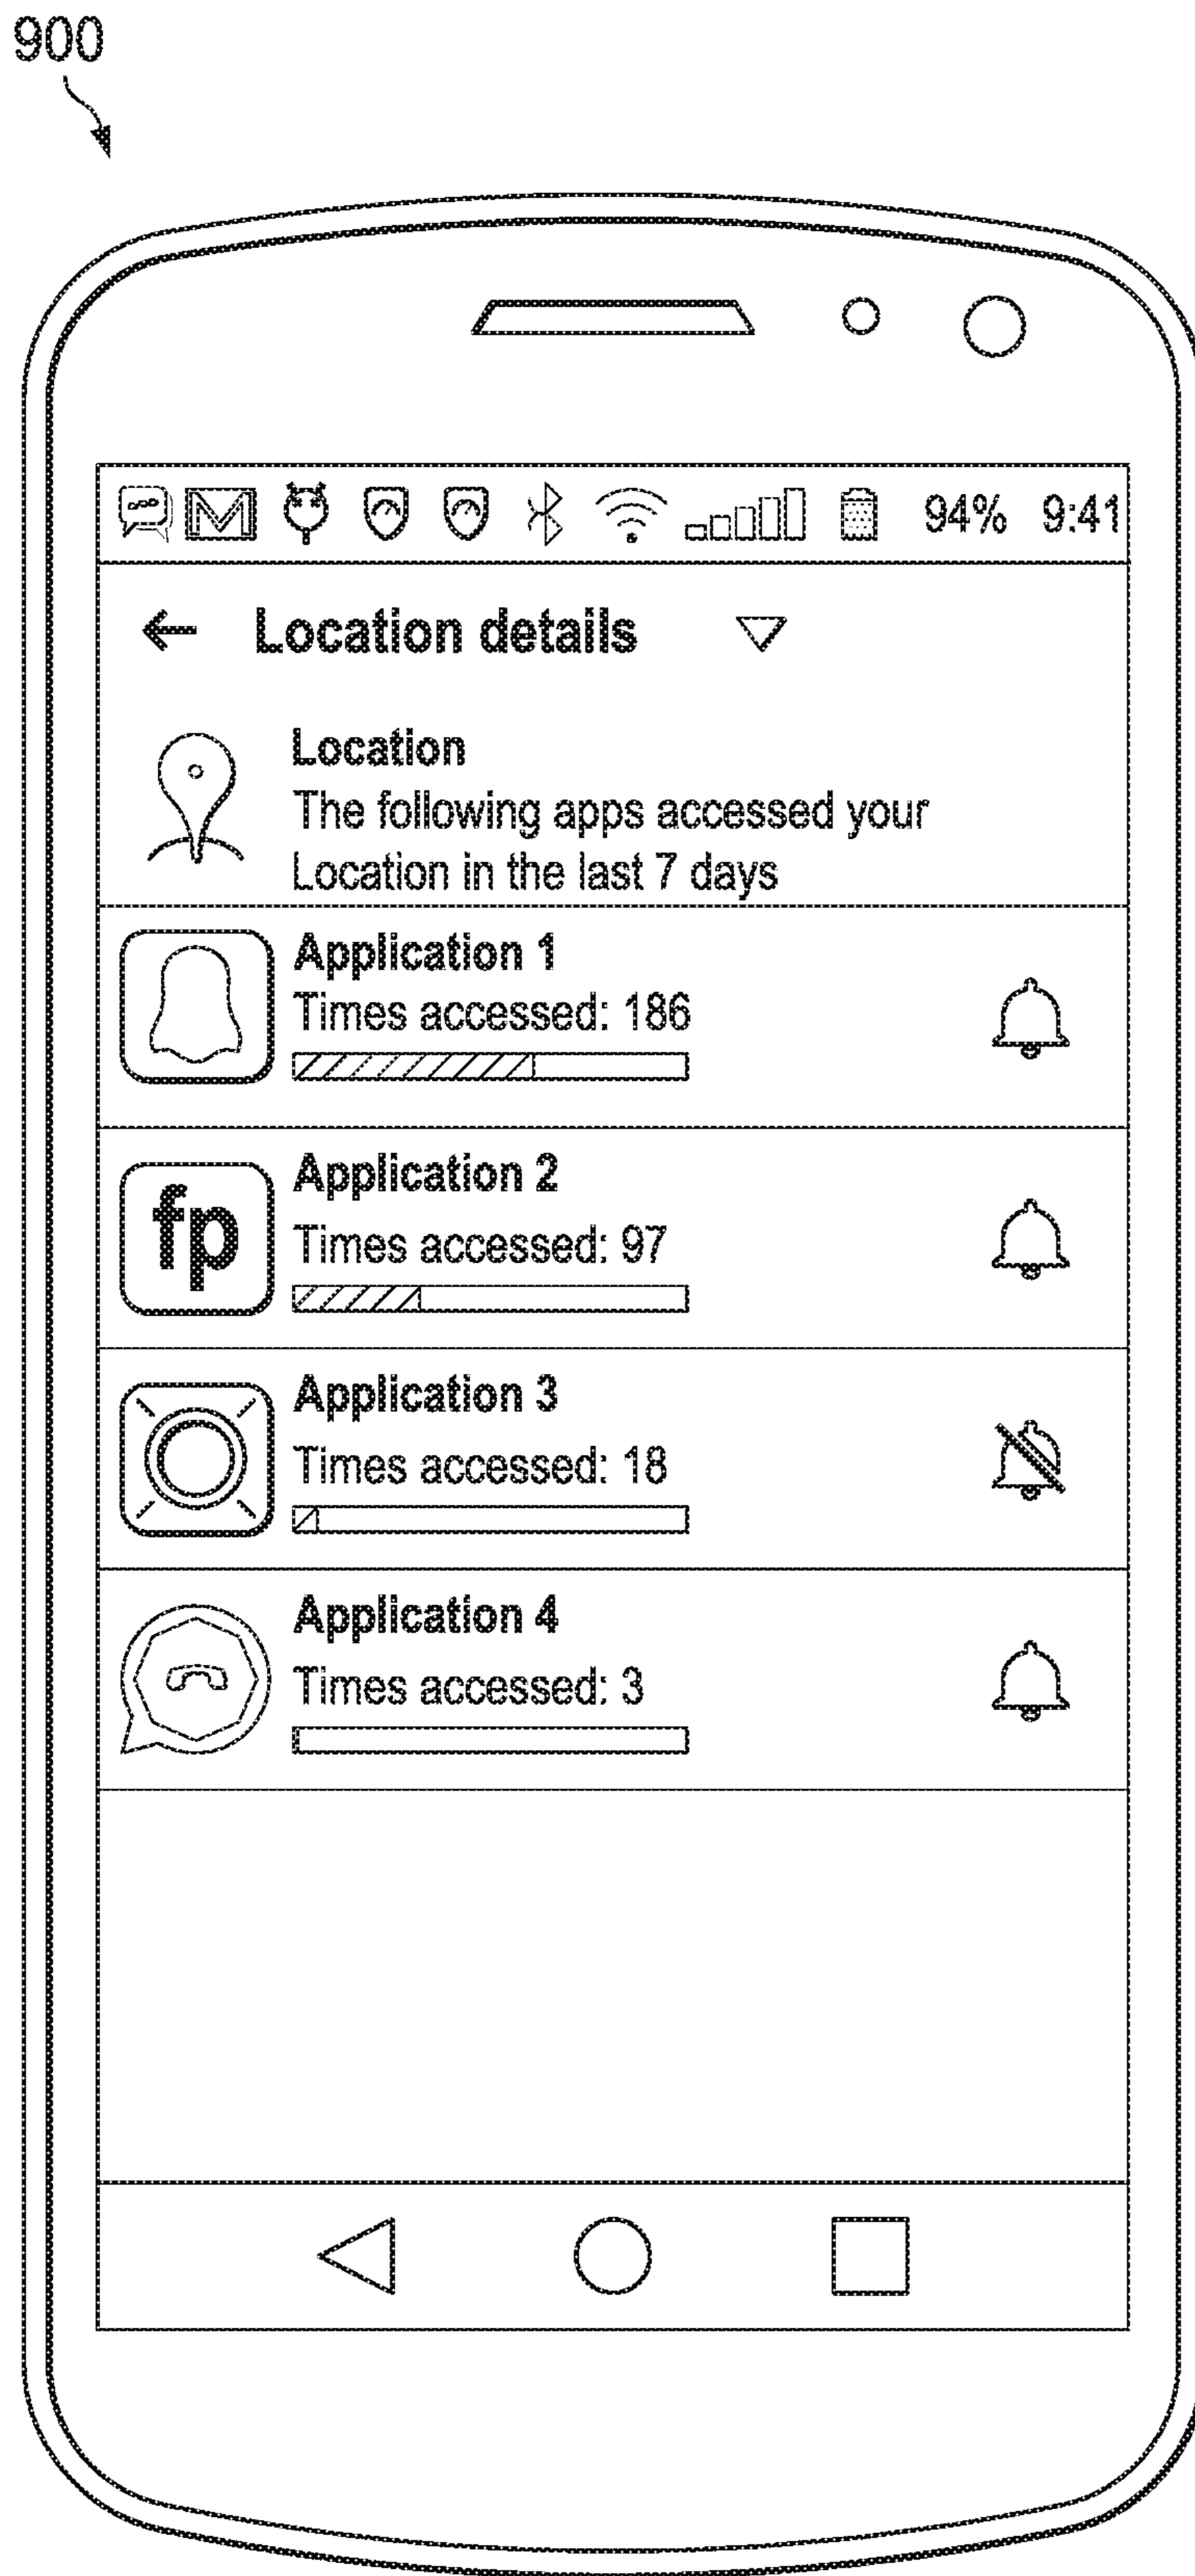 900
94% 9:41
Location details
Location
The following apps accessed your
Location in the last 7 days
Application 1
Times accessed: 186
fp
Application 2
Times accessed: 97
Application 3
Times accessed: 18
Application 4
Times accessed: 3